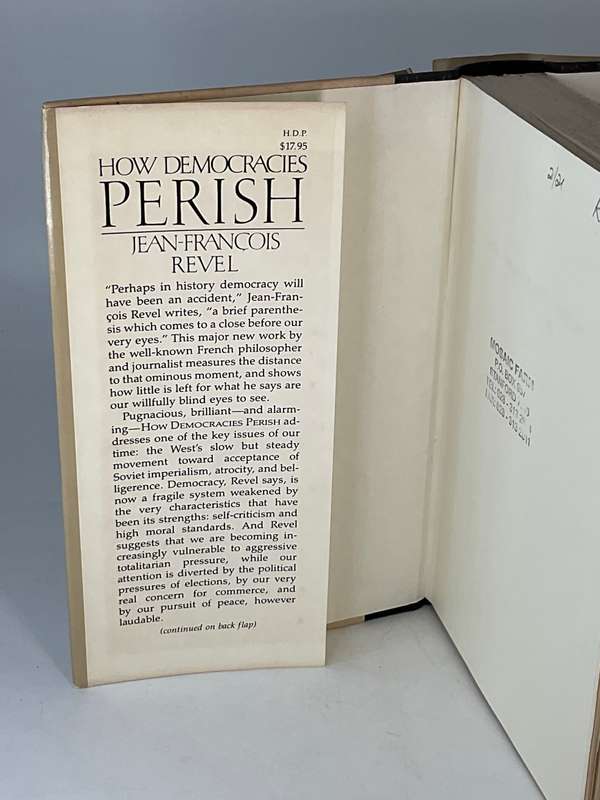 H.D.P.
$17.95
HOW DEMOCRACIES
PERISH
JEAN-FRANÇOIS
REVEL
“Perhaps in history democracy will
have been an accident,” Jean-Fran-
çois Revel writes, “a brief parenthe-
sis which comes to a close before our
very eyes.” This major new work by
the well-known French philosopher
and journalist measures the distance
to that ominous moment, and shows
how little is left for what he says are
our willfully blind eyes to see.
Pugnacious, brilliant—and alarm-
ing—HOW DEMOCRACIES PERISH ad-
dresses one of the key issues of our
time: the West's slow but steady
movement toward acceptance of
Soviet imperialism, atrocity, and bel-
ligerence. Democracy, Revel says, is
now a fragile system weakened by
the very characteristics that have
been its strengths: self-criticism and
high moral standards. And Revel
suggests that we are becoming in-
creasingly vulnerable to aggressive
totalitarian pressure, while our
attention is diverted by the political
pressures of elections, by our very
real concern for commerce, and
by our pursuit of peace, however
laudable.
(continued on back flap)
2/21
MOSAIC
P.O. BOX